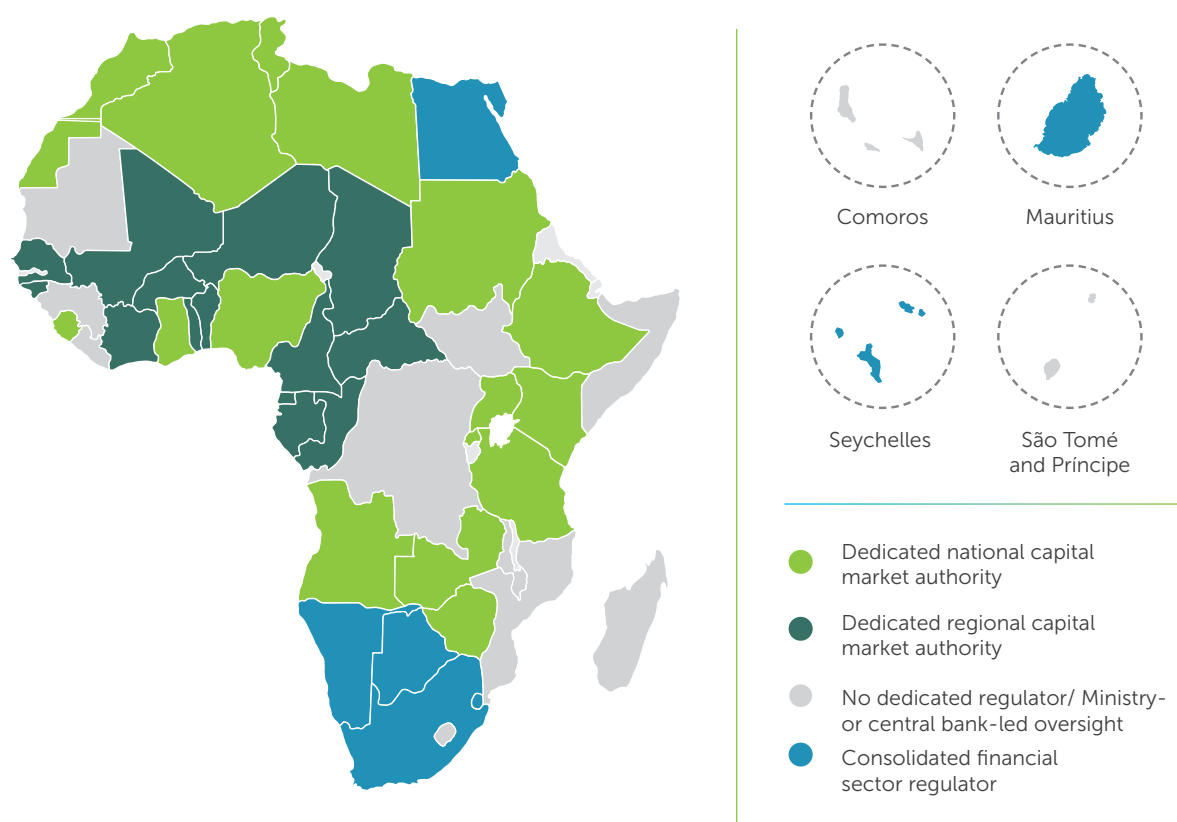 Comoros
Mauritius
Seychelles
São Tomé
and Príncipe
Dedicated national capital
market authority
Dedicated regional capital
market authority
No dedicated regulator/ Ministry-
or central bank-led oversight
Consolidated financial
sector regulator